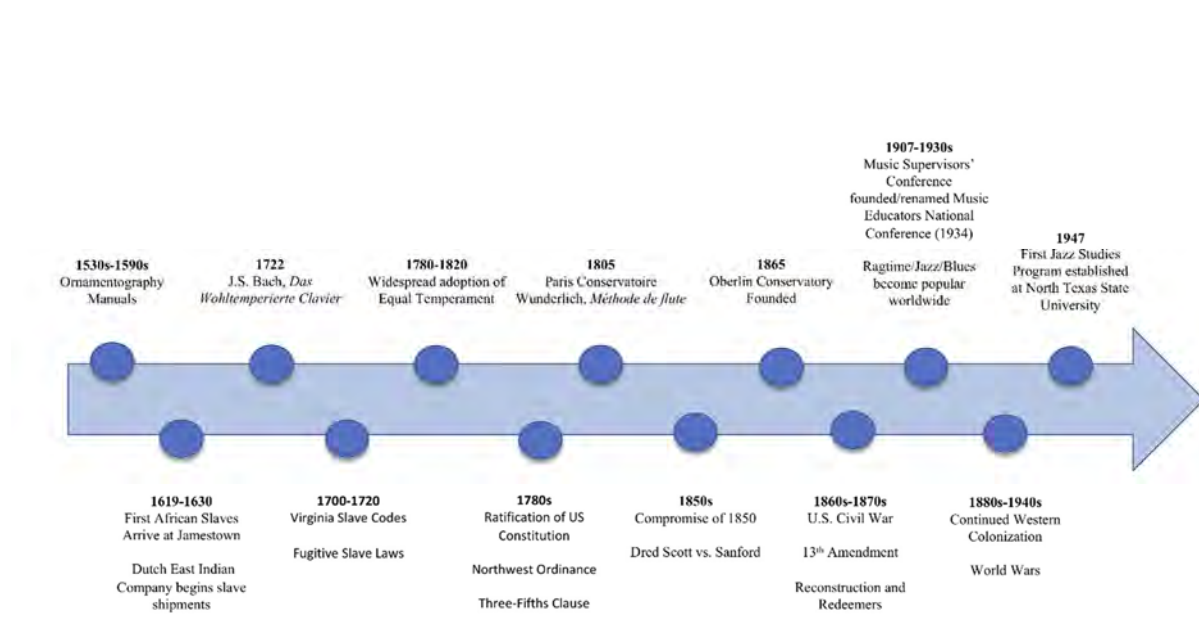 1907-1930s
Music Supervisors'
Conference
founded/renamed Music
Educators National
Conference (1934)
Ragtime/Jazz/Blues
become popular
worldwide
1947
First Jazz Studies
Program established
at North Texas State
University
1530s-1590s
Ornamentography
Manuals
1722
J.S. Bach, Das
Wohltemperierte Clavier
1780-1820
Widespread adoption of
Equal Temperament
1805
Paris Conservatoire
Wunderlich, Méthode de flute
1865
Oberlin Conservatory
Founded
1619-1630
First African Slaves
Arrive at Jamestown
Dutch East Indian
Company begins slave
shipments
1700-1720
Virginia Slave Codes
Fugitive Slave Laws
1780s
Ratification of US
Constitution
Northwest Ordinance
Three-Fifths Clause
1850s
Compromise of 1850
Dred Scott vs. Sanford
1860s-1870s
U.S. Civil War
13th Amendment
Reconstruction and
Redeemers
1880s-1940s
Continued Western
Colonization
World Wars